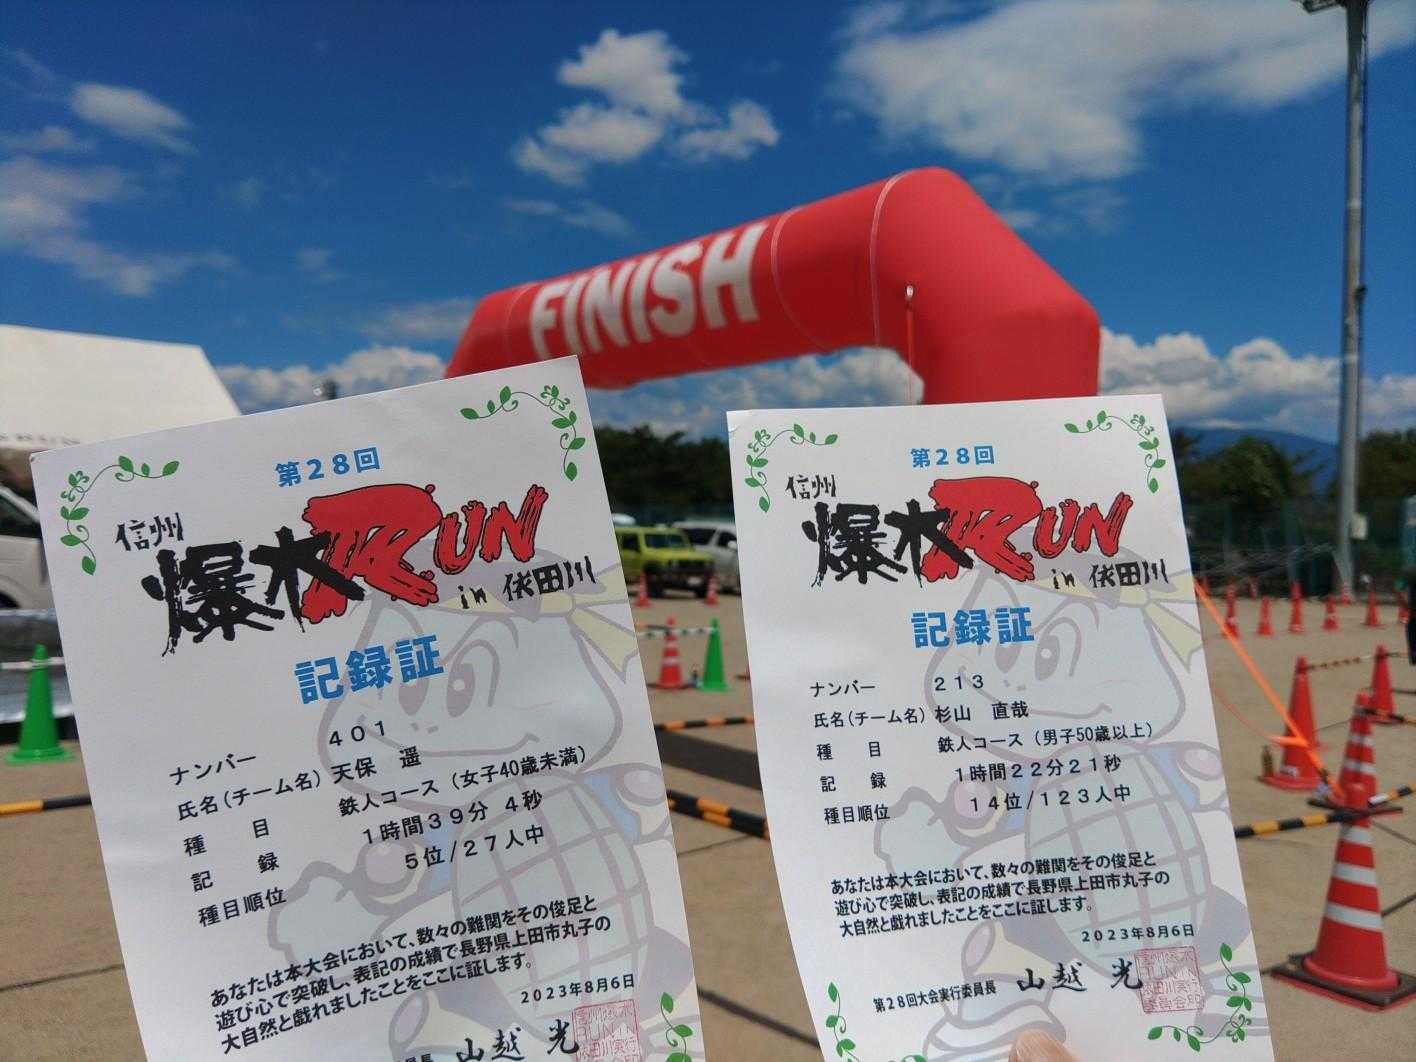 FINISH
第28回
信州
爆水RUN
in 依田川
記録証
ナンバー 401
氏名(チーム名) 天保 遥
種目 鉄人コース (女子40歳未満)
記録 1時間39分 4秒
種目順位 5位/27人中
あなたは本大会において、数々の難関をその俊足と
遊び心で突破し、表記の成績で長野県上田市丸子の
大自然と戯れましたことをここに証します。
2023年8月6日
山越 光
第28回
信州
爆水RUN
in 依田川
記録証
ナンバー 213
氏名(チーム名) 杉山 直哉
種目 鉄人コース (男子50歳以上)
記録 1時間22分21秒
種目順位 14位/123人中
あなたは本大会において、数々の難関をその俊足と
遊び心で突破し、表記の成績で長野県上田市丸子の
大自然と戯れましたことをここに証します。
2023年8月6日
第28回大会実行委員長 山越 光